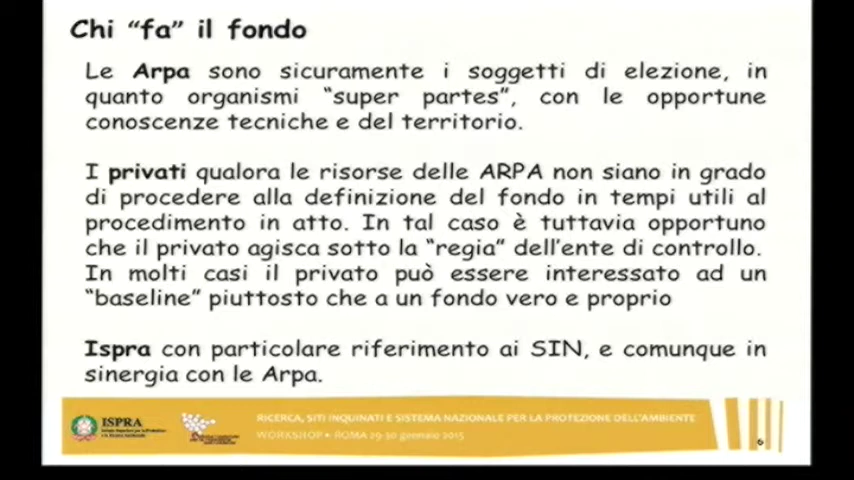 Chi “fa” il fondo
Le Arpa sono sicuramente i soggetti di elezione, in
quanto organismi “super partes”, con le opportune
conoscenze tecniche e del territorio.
I privati qualora le risorse delle ARPA non siano in grado
di procedere alla definizione del fondo in tempi utili al
procedimento in atto. In tal caso è tuttavia opportuno
che il privato agisca sotto la “regia” dell’ente di controllo.
In molti casi il privato può essere interessato ad un
“baseline” piuttosto che a un fondo vero e proprio
Ispra con particolare riferimento ai SIN, e comunque in
sinergia con le Arpa.
ISPRA
RICERCA, SITI INQUINATI E SISTEMA NAZIONALE PER LA PROTEZIONE DELL’AMBIENTE
WORKSHOP • ROMA 29-30 gennaio 2015
6